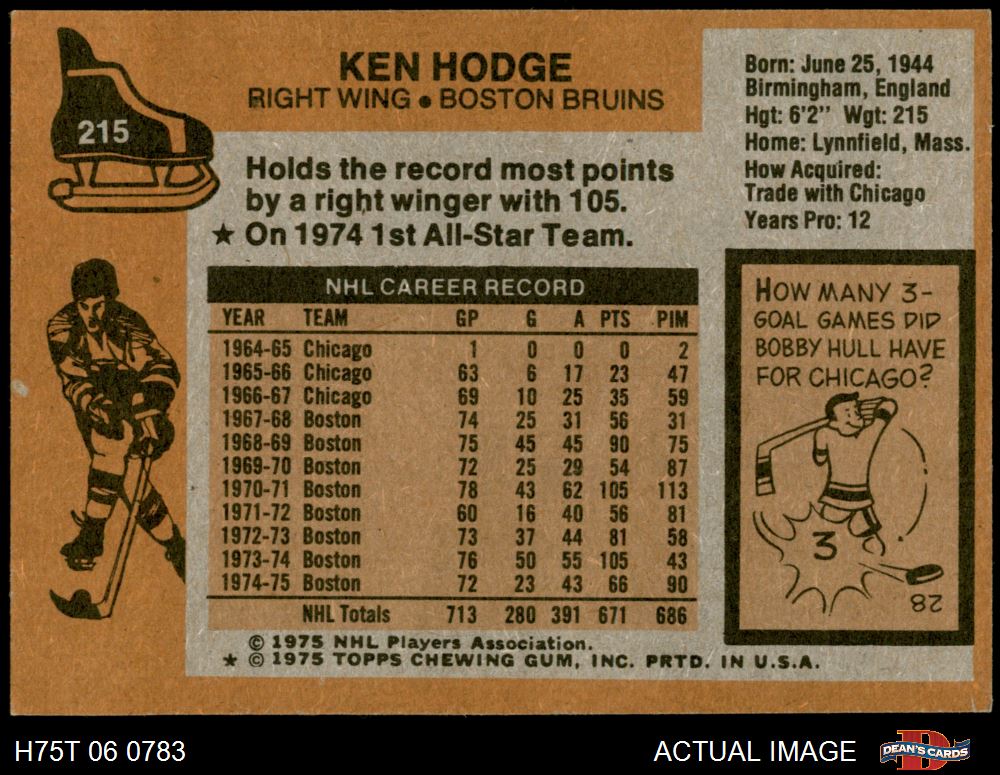 215
KEN HODGE
RIGHT WING • BOSTON BRUINS
Holds the record most points
by a right winger with 105.
★ On 1974 1st All-Star Team.
Born: June 25, 1944
Birmingham, England
Hgt: 6'2" Wgt: 215
Home: Lynnfield, Mass.
How Acquired:
Trade with Chicago
Years Pro: 12
NHL CAREER RECORD
YEAR TEAM GP G A PTS PIM
1964-65 Chicago 1 0 0 0 2
1965-66 Chicago 63 6 17 23 47
1966-67 Chicago 69 10 25 35 59
1967-68 Boston 74 25 31 56 31
1968-69 Boston 75 45 45 90 75
1969-70 Boston 72 25 29 54 87
1970-71 Boston 78 43 62 105 113
1971-72 Boston 60 16 40 56 81
1972-73 Boston 73 37 44 81 58
1973-74 Boston 76 50 55 105 43
1974-75 Boston 72 23 43 66 90
NHL Totals 713 280 391 671 686
HOW MANY 3-
GOAL GAMES DID
BOBBY HULL HAVE
FOR CHICAGO?
3
28
© 1975 NHL Players Association.
★ © 1975 TOPPS CHEWING GUM, INC. PRTD. IN U.S.A.
H75T 06 0783
ACTUAL IMAGE
D
DEAN'S CARDS